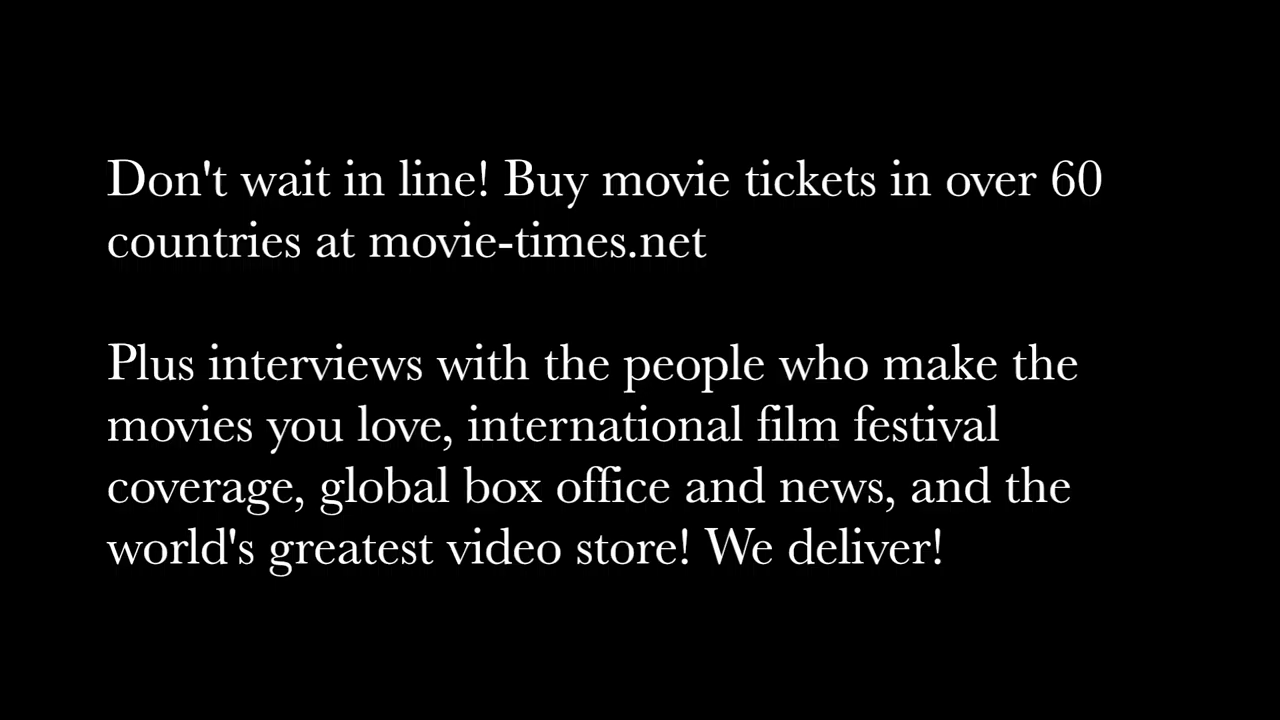 Don't wait in line! Buy movie tickets in over 60
countries at movie-times.net
Plus interviews with the people who make the
movies you love, international film festival
coverage, global box office and news, and the
world's greatest video store! We deliver!